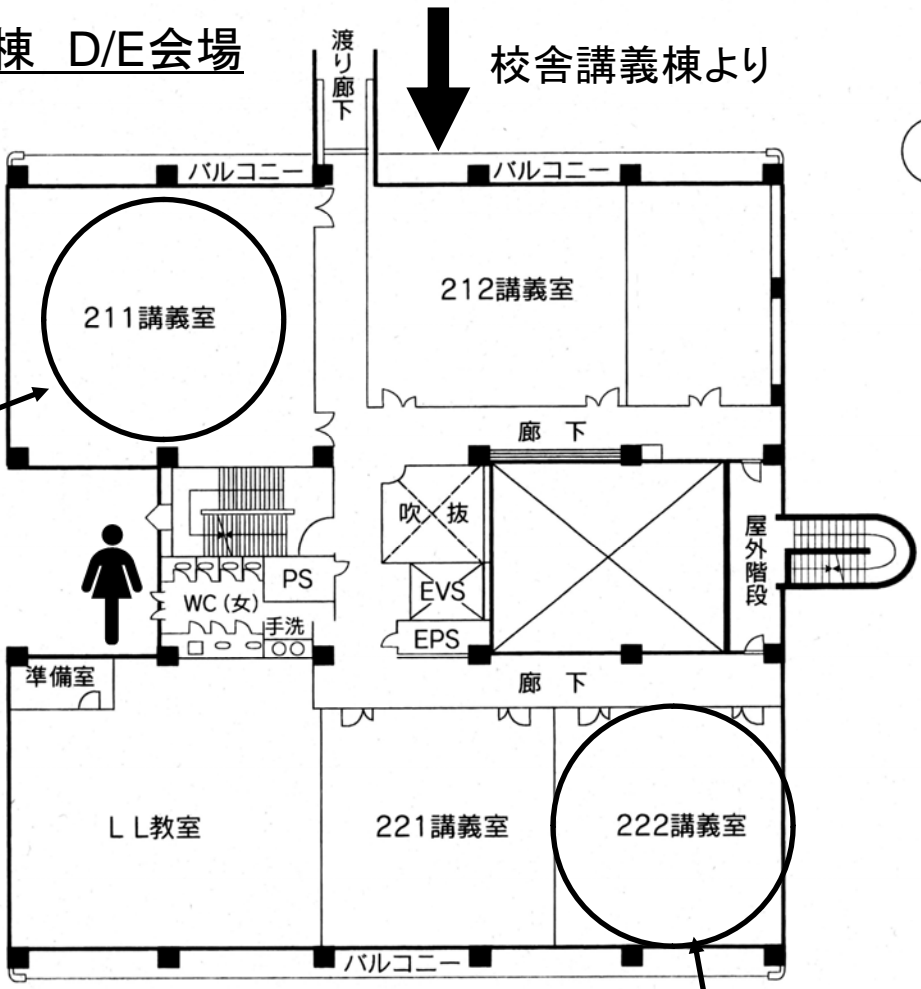 棟 D/E会場
渡り廊下
校舎講義棟より
バルコニー
バルコニー
211講義室
212講義室
廊 下
吹 抜
屋外階段
PS
EVS
WC(女)
手洗
EPS
準備室
廊 下
LL教室
221講義室
222講義室
バルコニー